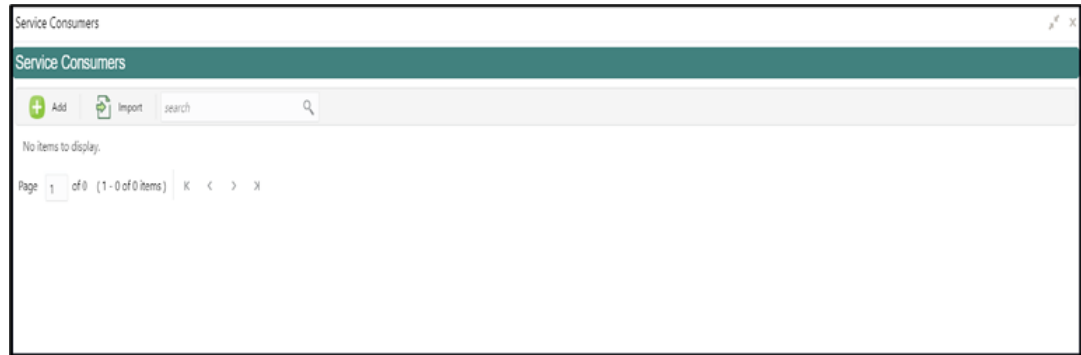 Service Consumers
Service Consumers
Add Import search
No items to display.
Page 1 of 0 (1 - 0 of 0 items)